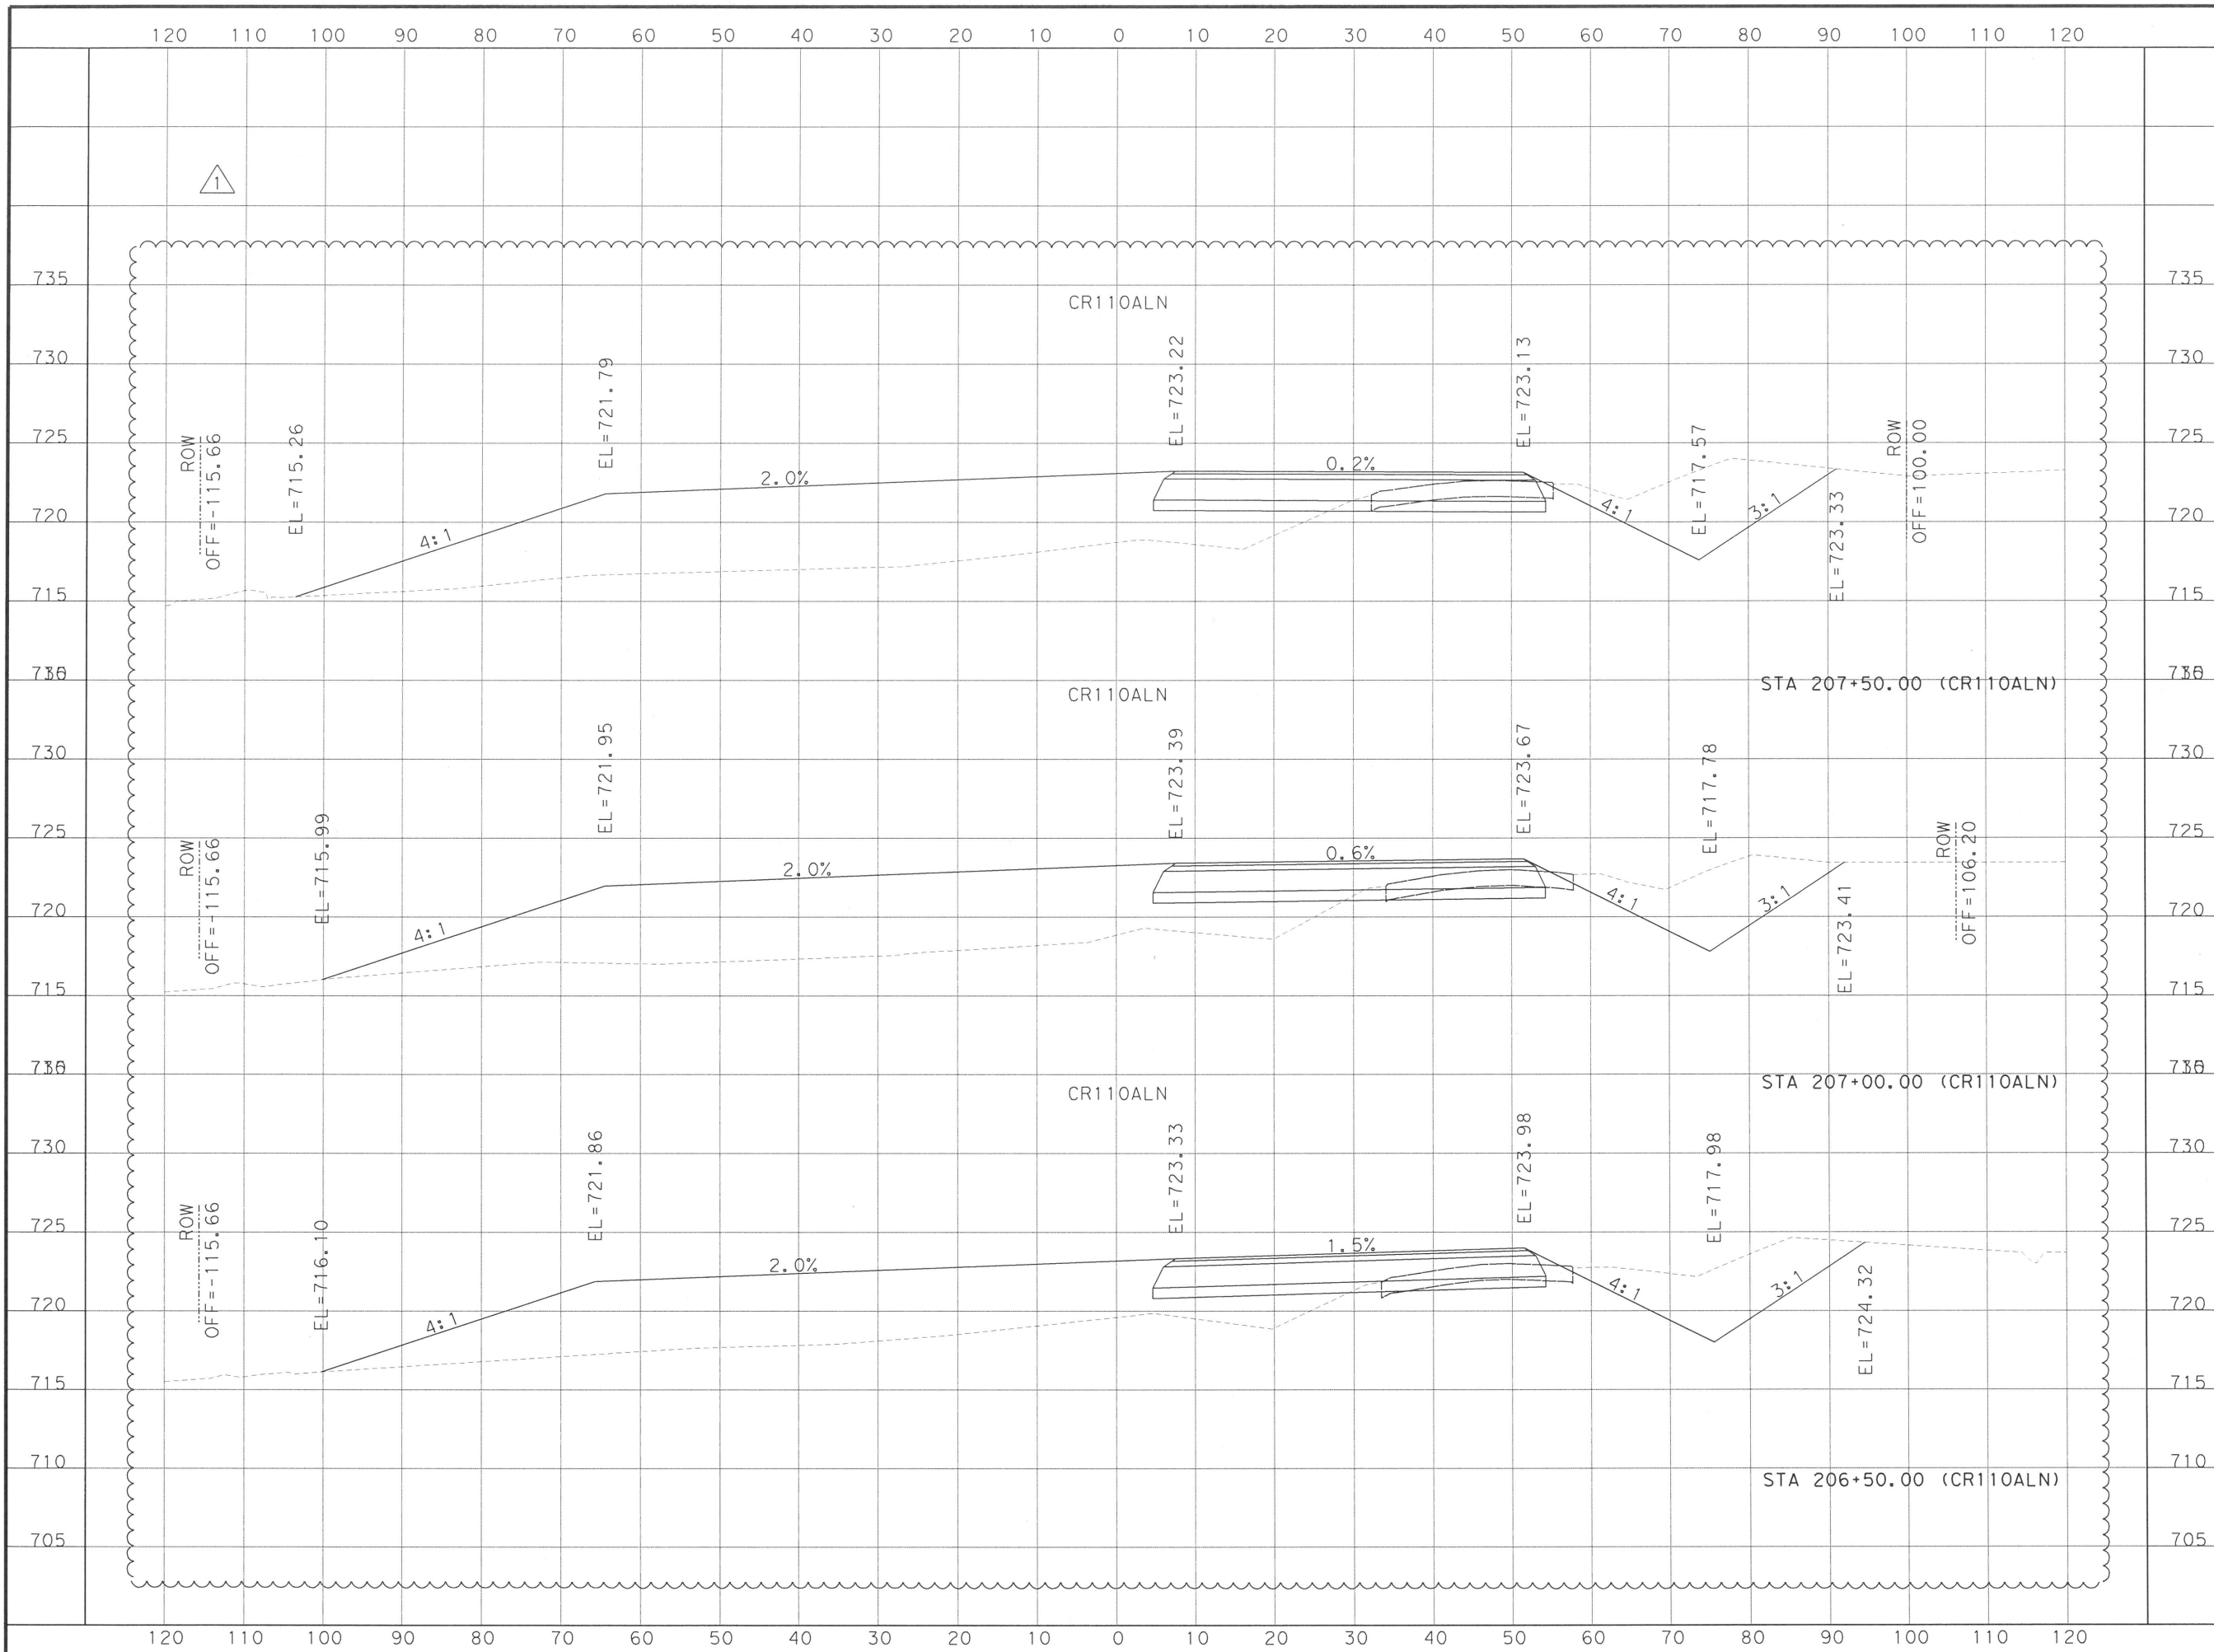 120 110 100 90 80 70 60 50 40 30 20 10 0 10 20 30 40 50 60 70 80 90 100 110 120
1
735 735
CR110ALN
730 730
EL=721.79
EL=723.22
EL=723.13
725 725
ROW
OFF=-115.66
EL=715.26
EL=717.57
ROW
OFF=100.00
2.0%
0.2%
720 720
4:1
4:1
3:1
EL=723.33
715 715
STA 207+50.00 (CR110ALN)
CR110ALN
730 730
EL=721.95
EL=723.39
EL=723.67
EL=717.78
725 725
ROW
OFF=-115.66
EL=715.99
ROW
OFF=106.20
2.0%
0.6%
720 720
4:1
4:1
3:1
EL=723.41
715 715
STA 207+00.00 (CR110ALN)
CR110ALN
730 730
EL=721.86
EL=723.33
EL=723.98
EL=717.98
725 725
ROW
OFF=-115.66
EL=716.10
2.0%
1.5%
720 720
4:1
4:1
3:1
EL=724.32
715 715
710 710
STA 206+50.00 (CR110ALN)
705 705
120 110 100 90 80 70 60 50 40 30 20 10 0 10 20 30 40 50 60 70 80 90 100 110 120